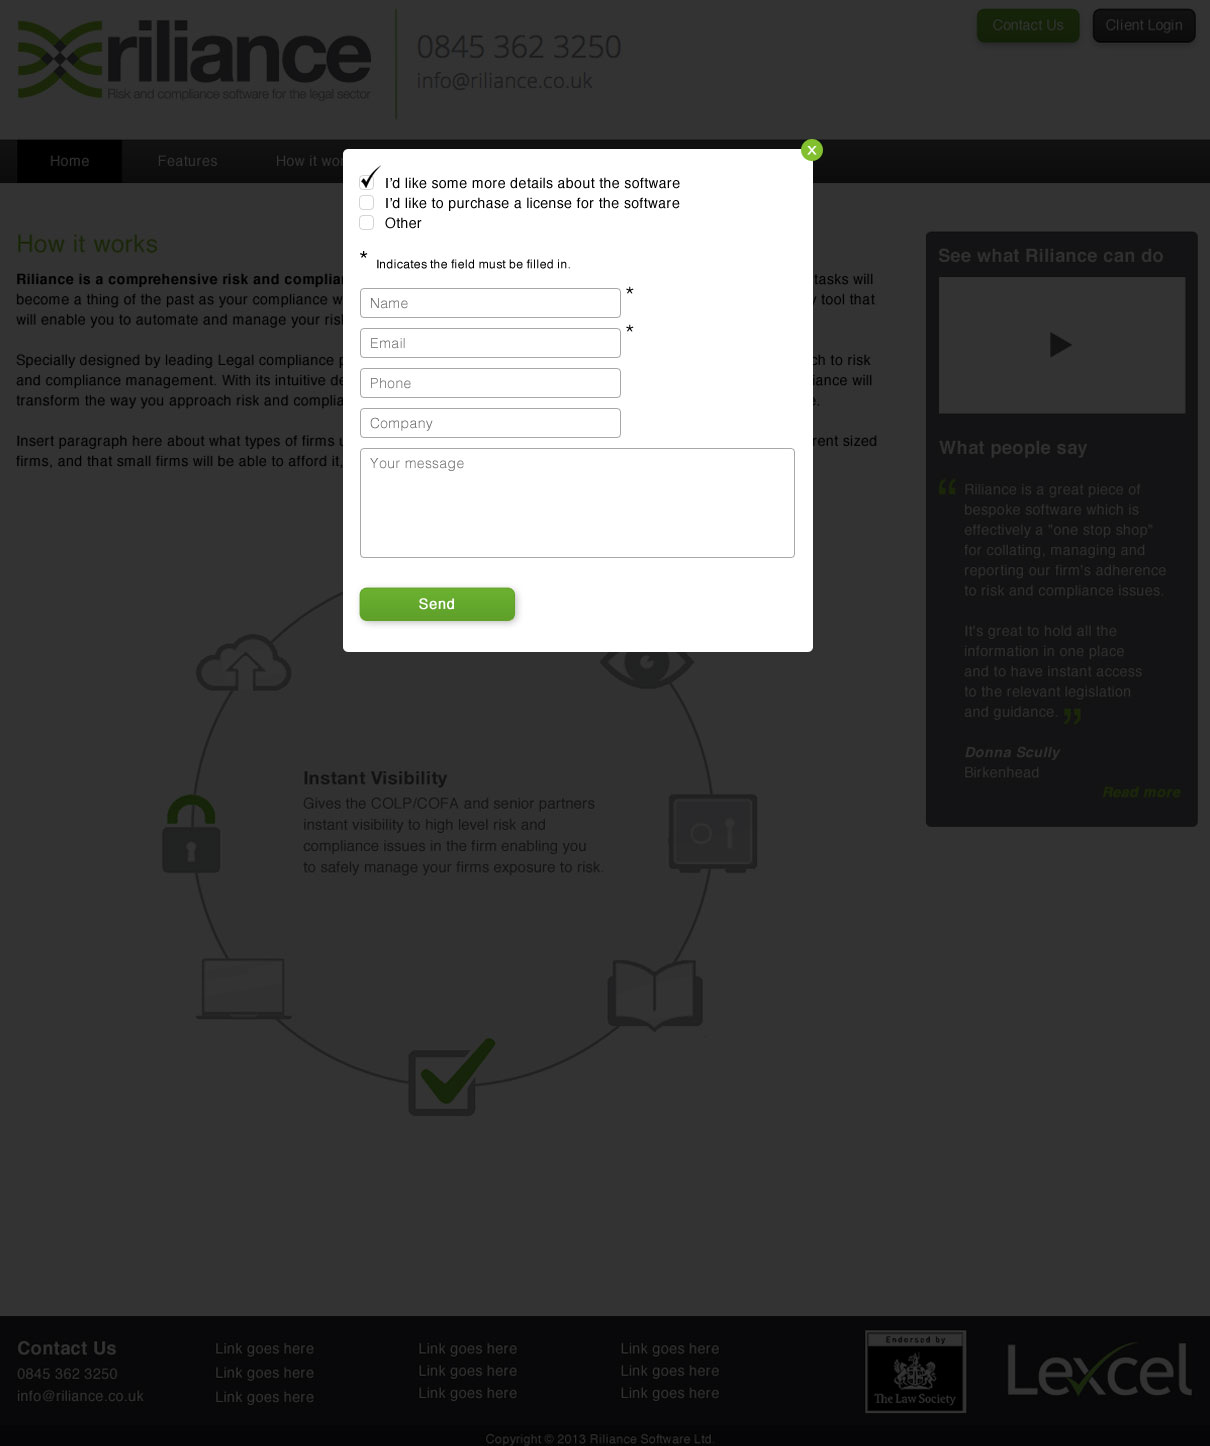 riliance
Risk and compliance software for the legal sector
0845 362 3250
info@riliance.co.uk
Contact Us
Client Login
Home
Features
How it wor
I'd like some more details about the software
I'd like to purchase a license for the software
Other
* Indicates the field must be filled in.
Name *
Email *
Phone
Company
Your message
Send
How it works
Riliance is a comprehensive risk and complian
tasks will
become a thing of the past as your compliance w
tool that
will enable you to automate and manage your ris
Specially designed by leading Legal compliance p
ch to risk
and compliance management. With its intuitive de
iance will
transform the way you approach risk and complia
e.
Insert paragraph here about what types of firms u
rent sized
firms, and that small firms will be able to afford it,
See what Riliance can do
What people say
“ Riliance is a great piece of
bespoke software which is
effectively a "one stop shop"
for collating, managing and
reporting our firm's adherence
to risk and compliance issues.
It's great to hold all the
information in one place
and to have instant access
to the relevant legislation
and guidance. ”
Donna Scully
Birkenhead
Read more
Instant Visibility
Gives the COLP/COFA and senior partners
instant visibility to high level risk and
compliance issues in the firm enabling you
to safely manage your firms exposure to risk.
Contact Us
0845 362 3250
info@riliance.co.uk
Link goes here
Link goes here
Link goes here
Link goes here
Link goes here
Link goes here
Link goes here
Link goes here
Link goes here
Endorsed by
The Law Society
Lexcel
Copyright © 2013 Riliance Software Ltd.